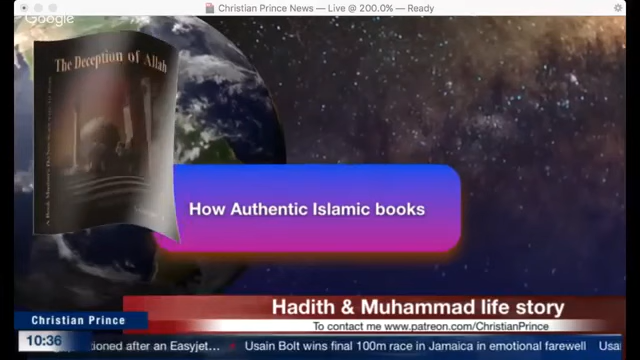 Christian Prince News — Live @ 200.0% — Ready
Google
The Deception of Allah
How Authentic Islamic books
Hadith & Muhammad life story
To contact me www.patreon.com/ChristianPrince
Christian Prince
10:36
tioned after an Easyjet... Usain Bolt wins final 100m race in Jamaica in emotional farewell Usai